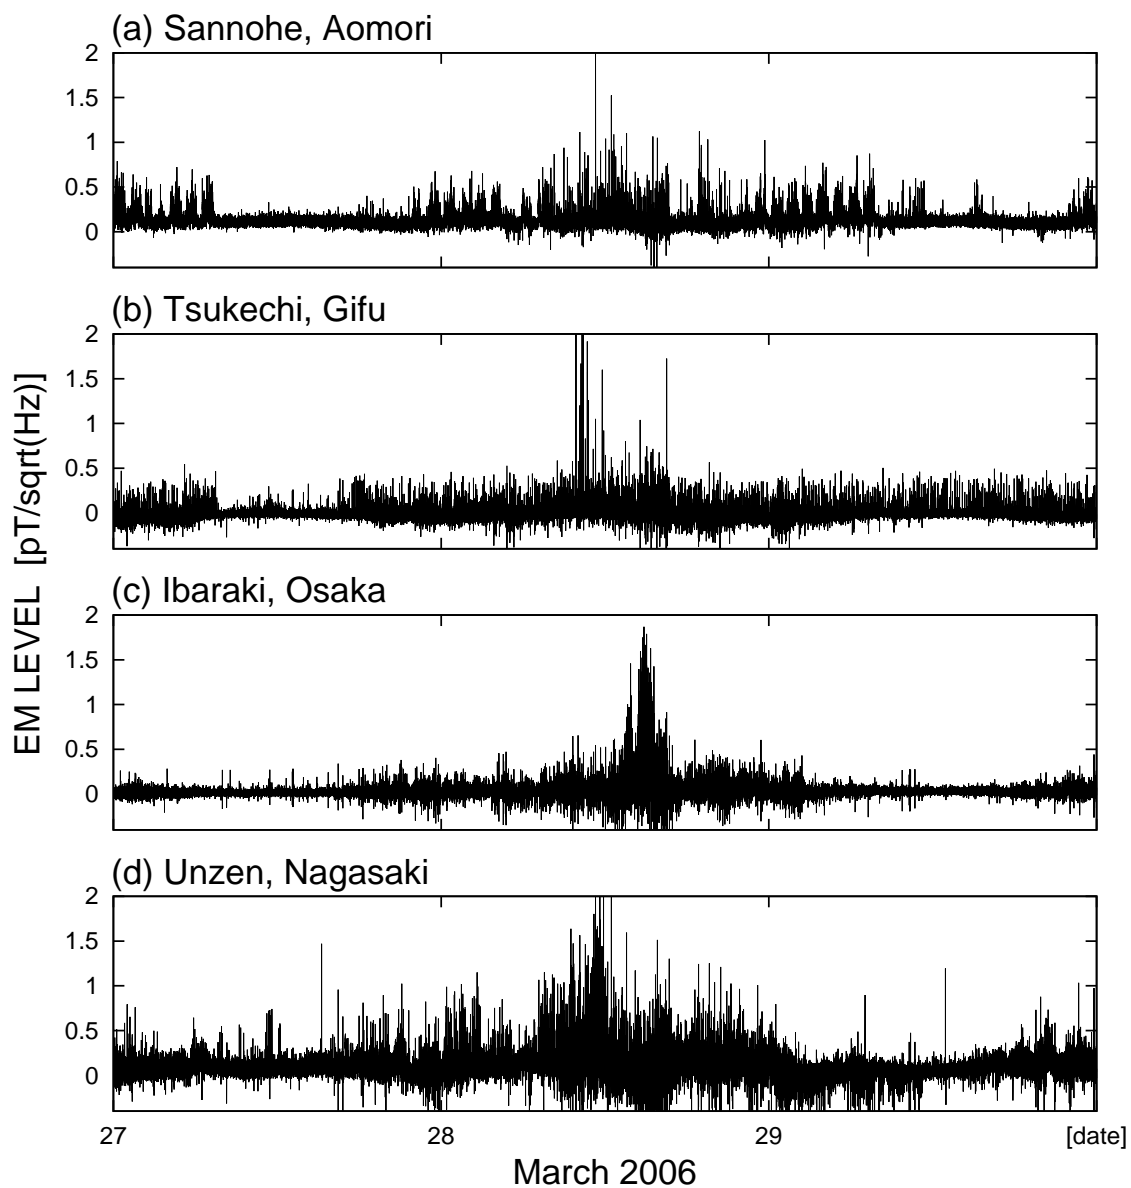 (a) Sannohe, Aomori
2
1.5
1
0.5
0
(b) Tsukechi, Gifu
2
1.5
1
0.5
0
EM LEVEL [pT/sqrt(Hz)]
(c) Ibaraki, Osaka
2
1.5
1
0.5
0
(d) Unzen, Nagasaki
2
1.5
1
0.5
0
27 28 29 [date]
March 2006